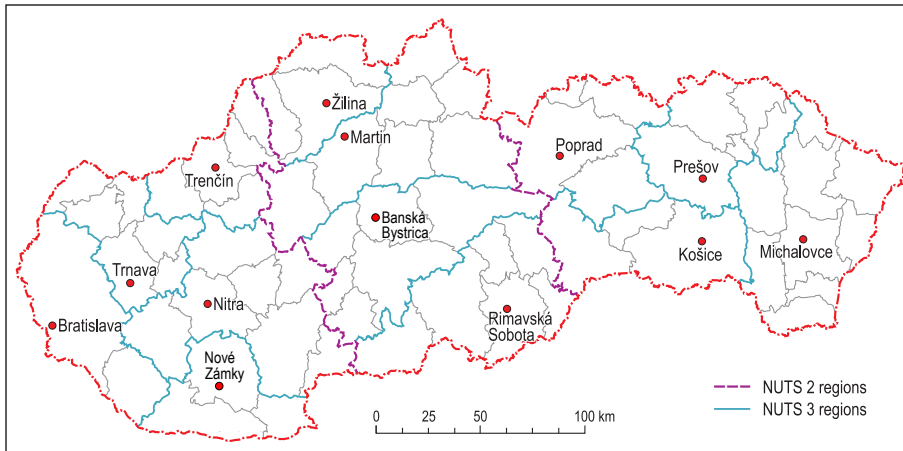 Žilina
Martin
Poprad
Trenčín
Prešov
Banská
Bystrica
Košice
Michalovce
Trnava
Nitra
Rimavská
Sobota
Bratislava
Nové
Zámky
NUTS 2 regions
NUTS 3 regions
0 25 50 100 km